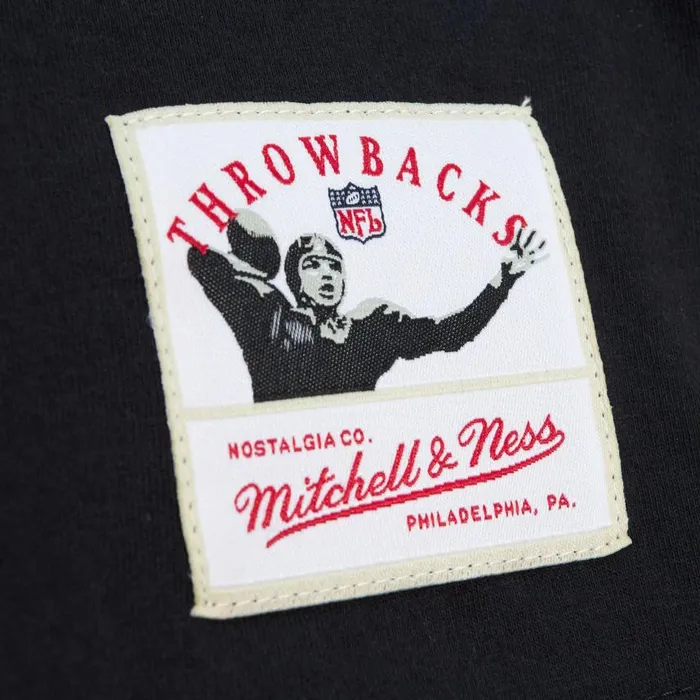 THROWBACKS
NFL
NOSTALGIA CO.
Mitchell & Ness
PHILADELPHIA, PA.